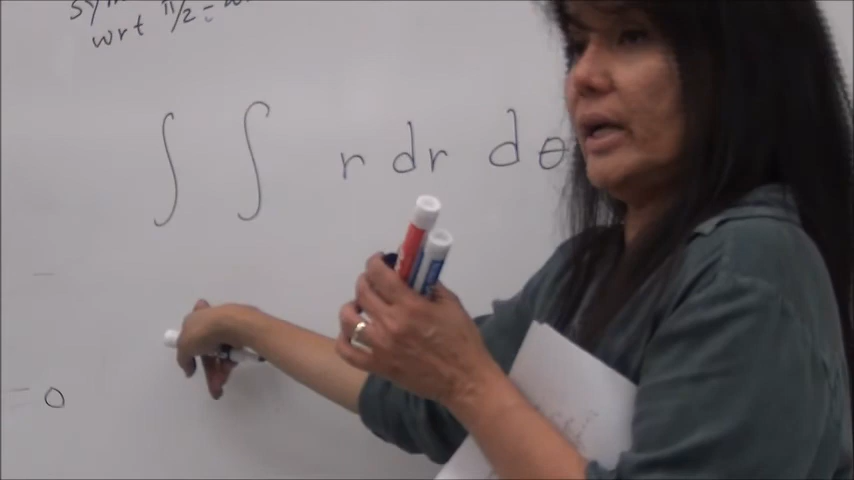 wrt π/2 =
∫ ∫ r dr dθ
= 0